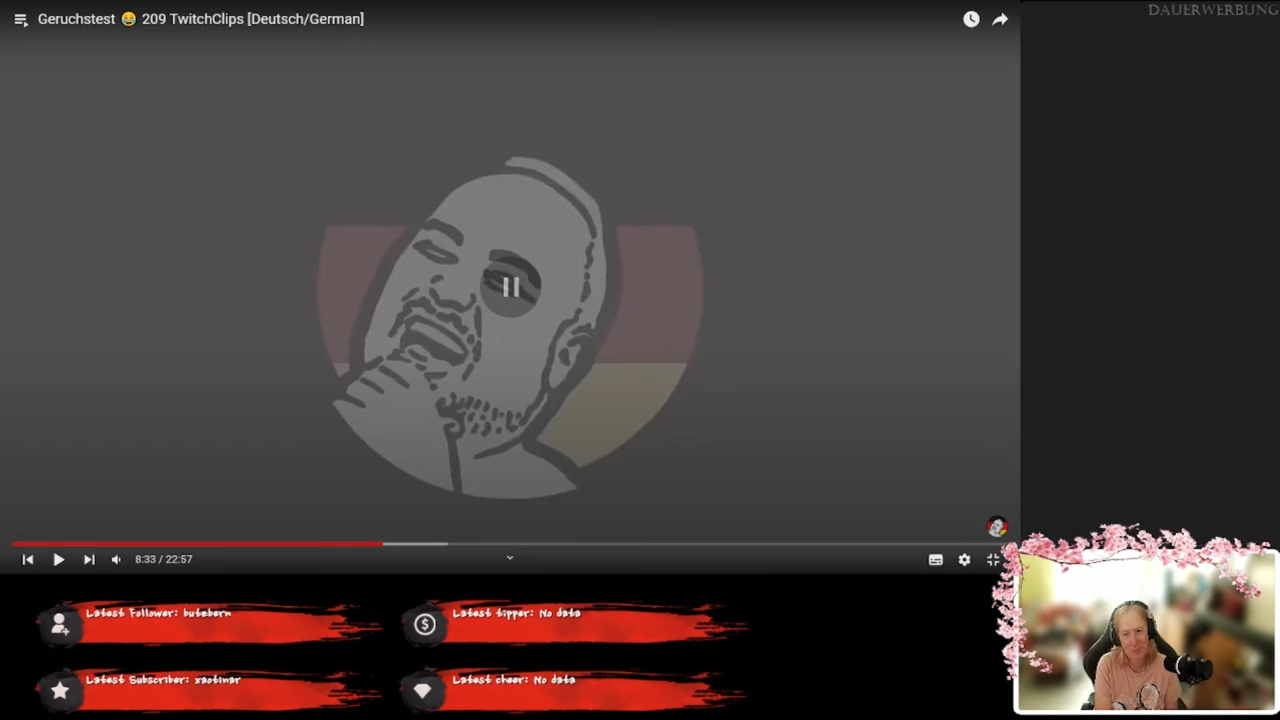 Geruchstest 😂 209 TwitchClips [Deutsch/German]
DAUERWERBUNG
8:33 / 22:57
Latest Follower: butebern
Latest tipper: No data
Latest Subscriber: xaotinar
Latest cheer: No data